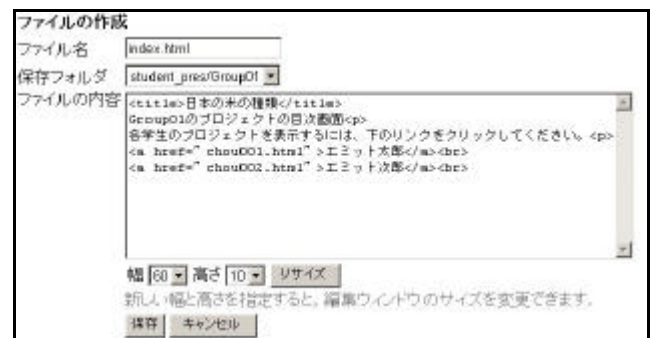 ファイルの作成
ファイル名 index.html
保存フォルダ student_pres/Group01
ファイルの内容 <title>日本の米の種類</title>
Group01のプロジェクトの目次画面<p>
各学生のプロジェクトを表示するには、下のリンクをクリックしてください。<p>
<a href=" chou001.html" >エミット太郎</a><br>
<a href=" chou002.html" >エミット次郎</a><br>
幅 60 高さ 10 リサイズ
新しい幅と高さを指定すると、編集ウィンドウのサイズを変更できます。
保存 キャンセル